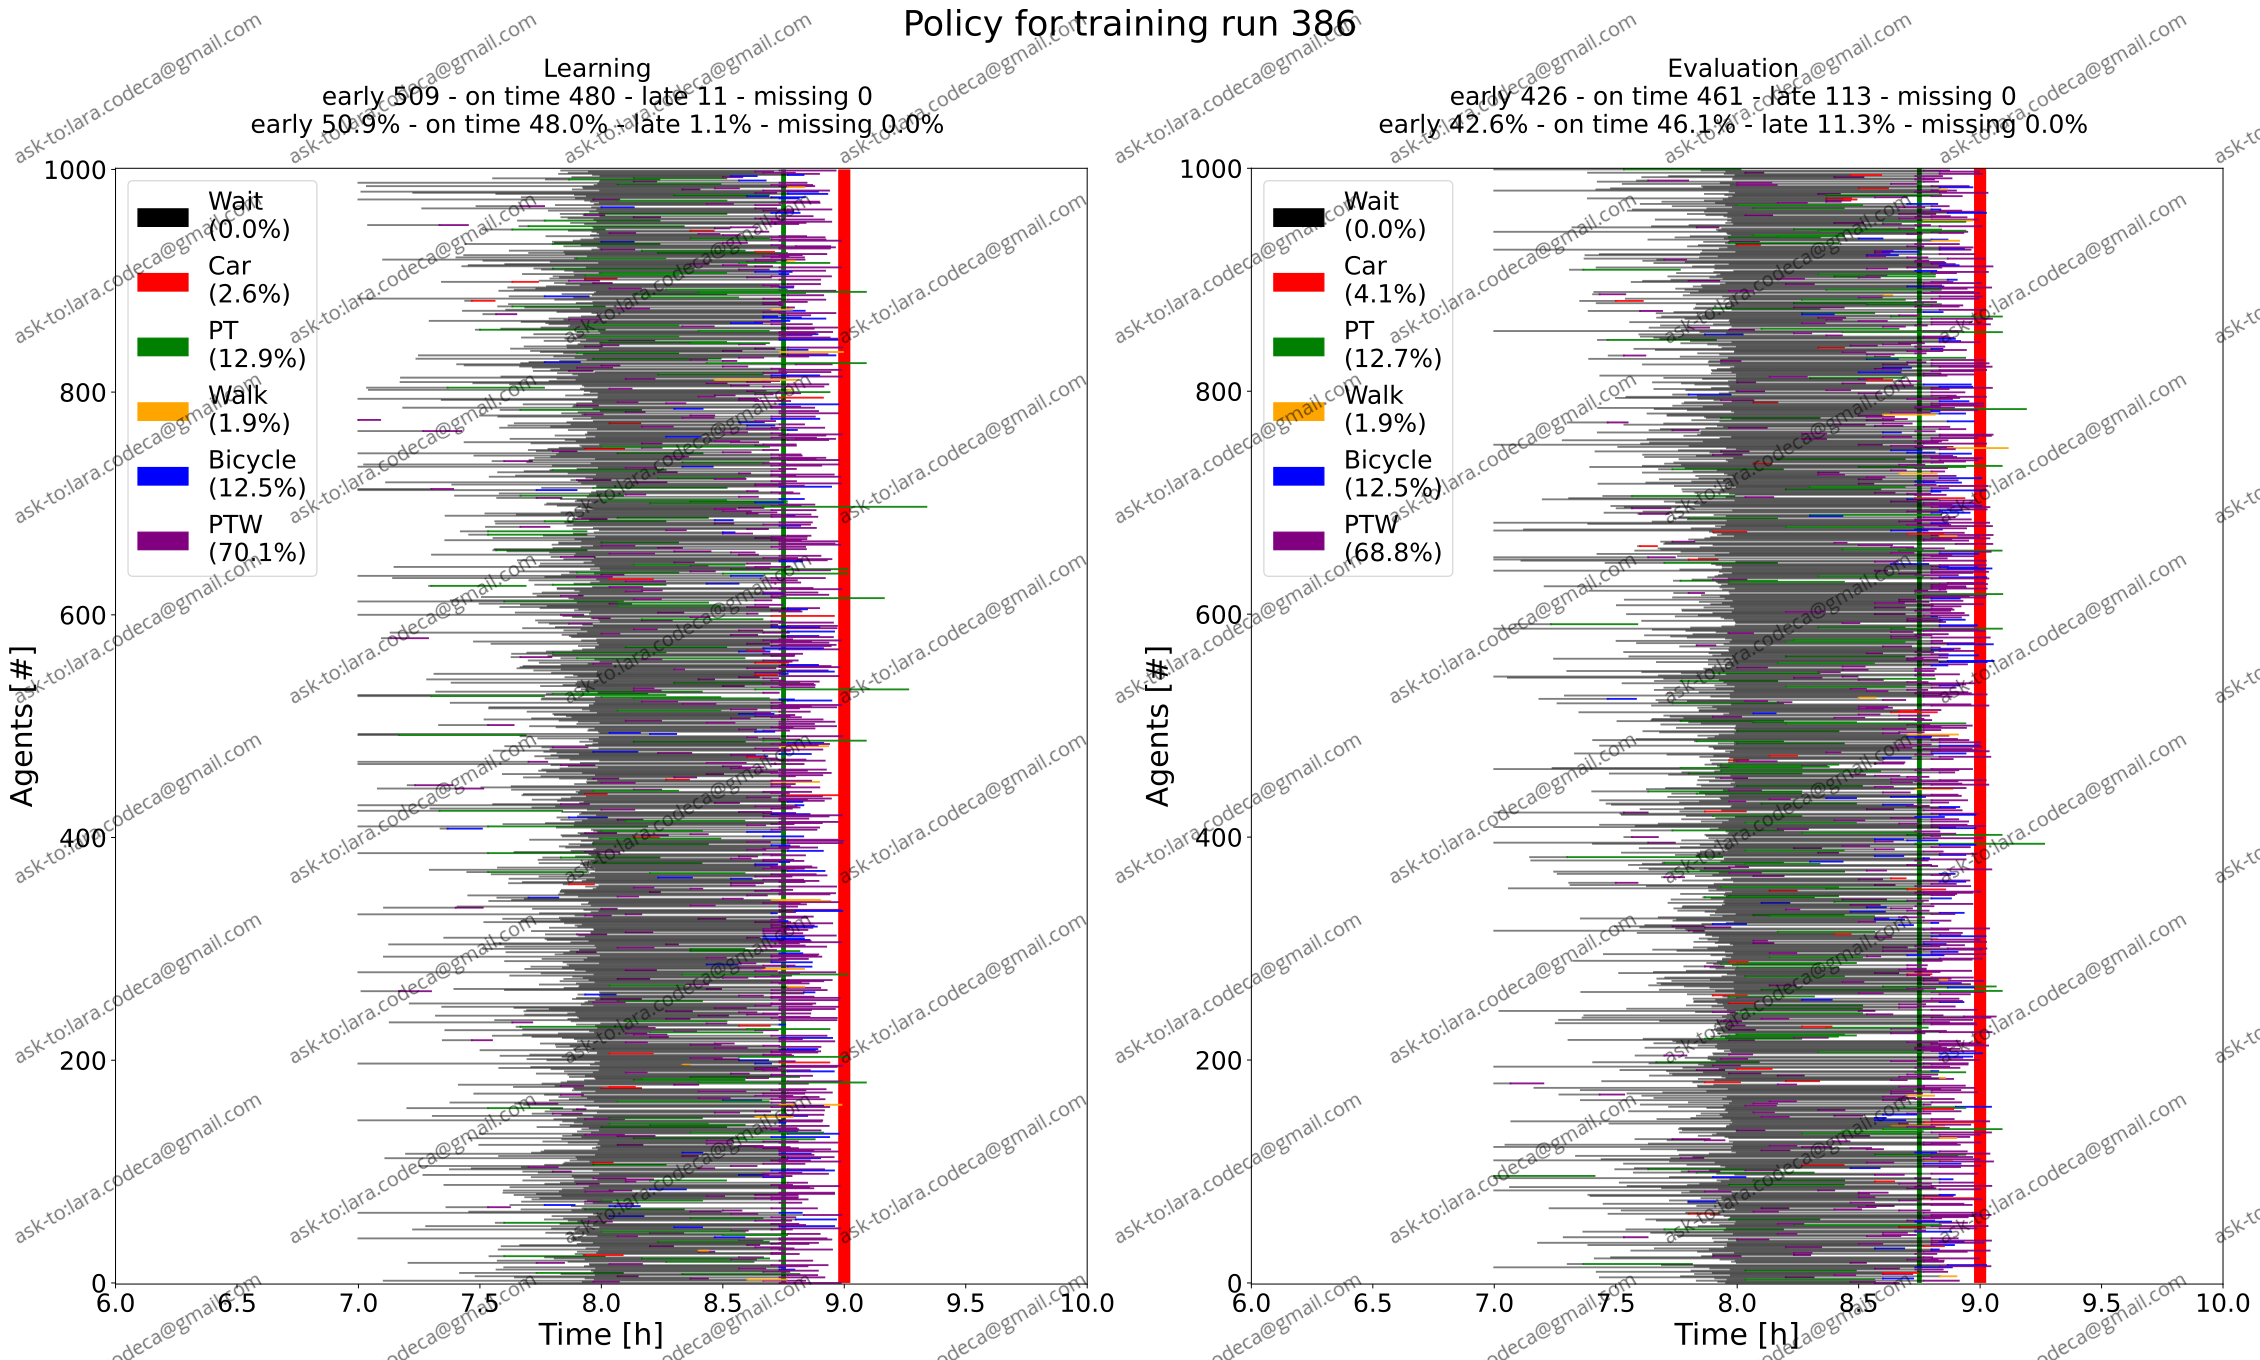 Policy for training run 386
Learning
early 509 - on time 480 - late 11 - missing 0
early 50.9% - on time 48.0% - late 1.1% - missing 0.0%
Wait
(0.0%)
Car
(2.6%)
PT
(12.9%)
Walk
(1.9%)
Bicycle
(12.5%)
PTW
(70.1%)
Agents [#]
1000
800
600
400
200
0
6.0 6.5 7.0 7.5 8.0 8.5 9.0 9.5 10.0
Time [h]
Evaluation
early 426 - on time 461 - late 113 - missing 0
early 42.6% - on time 46.1% - late 11.3% - missing 0.0%
Wait
(0.0%)
Car
(4.1%)
PT
(12.7%)
Walk
(1.9%)
Bicycle
(12.5%)
PTW
(68.8%)
Agents [#]
1000
800
600
400
200
0
6.0 6.5 7.0 7.5 8.0 8.5 9.0 9.5 10.0
Time [h]
ask-to:lara.codeca@gmail.com